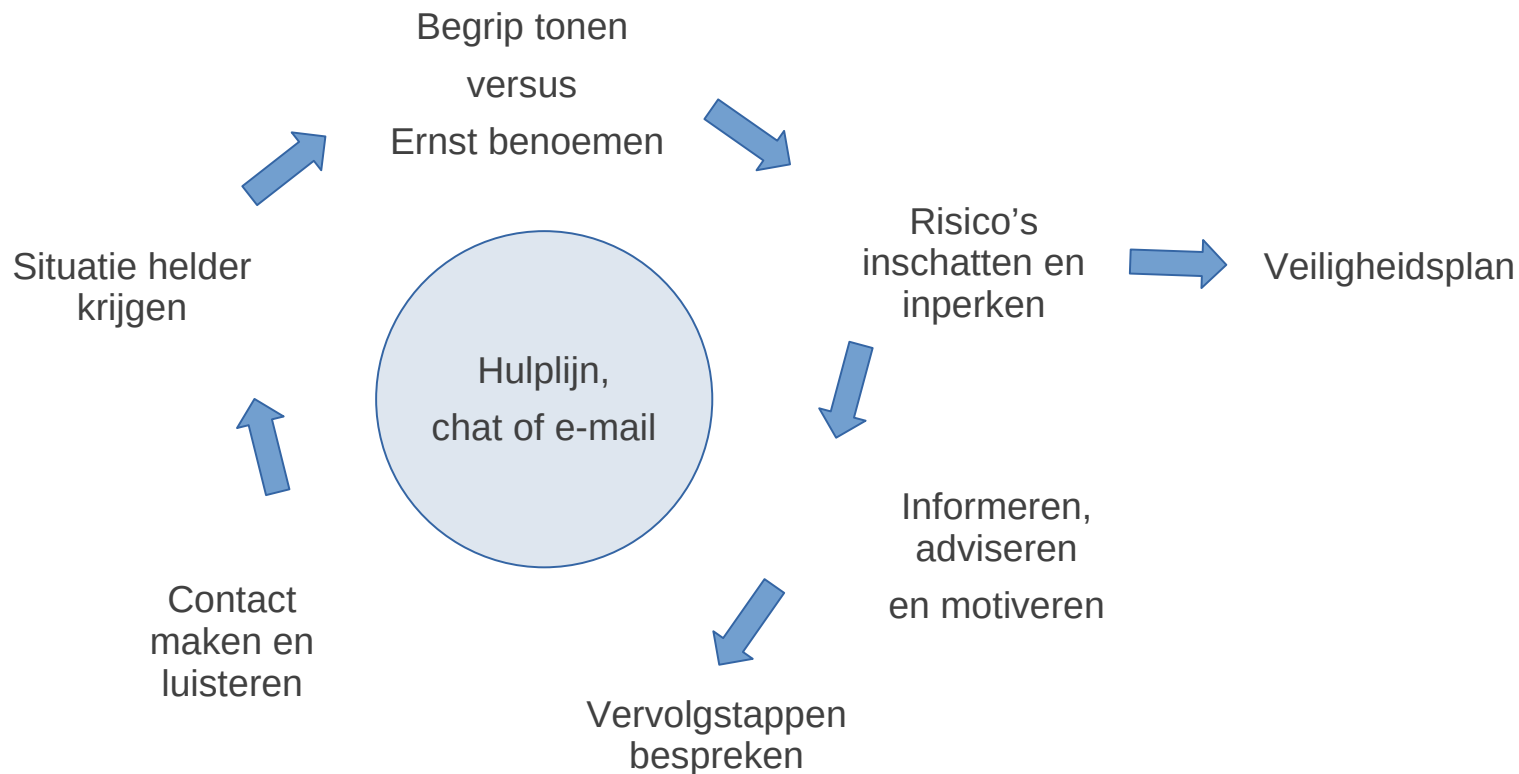 Begrip tonen
versus
Ernst benoemen
Risico’s
inschatten en
inperken
Veiligheidsplan
Situatie helder
krijgen
Hulplijn,
chat of e-mail
Informeren,
adviseren
en motiveren
Contact
maken en
luisteren
Vervolgstappen
bespreken